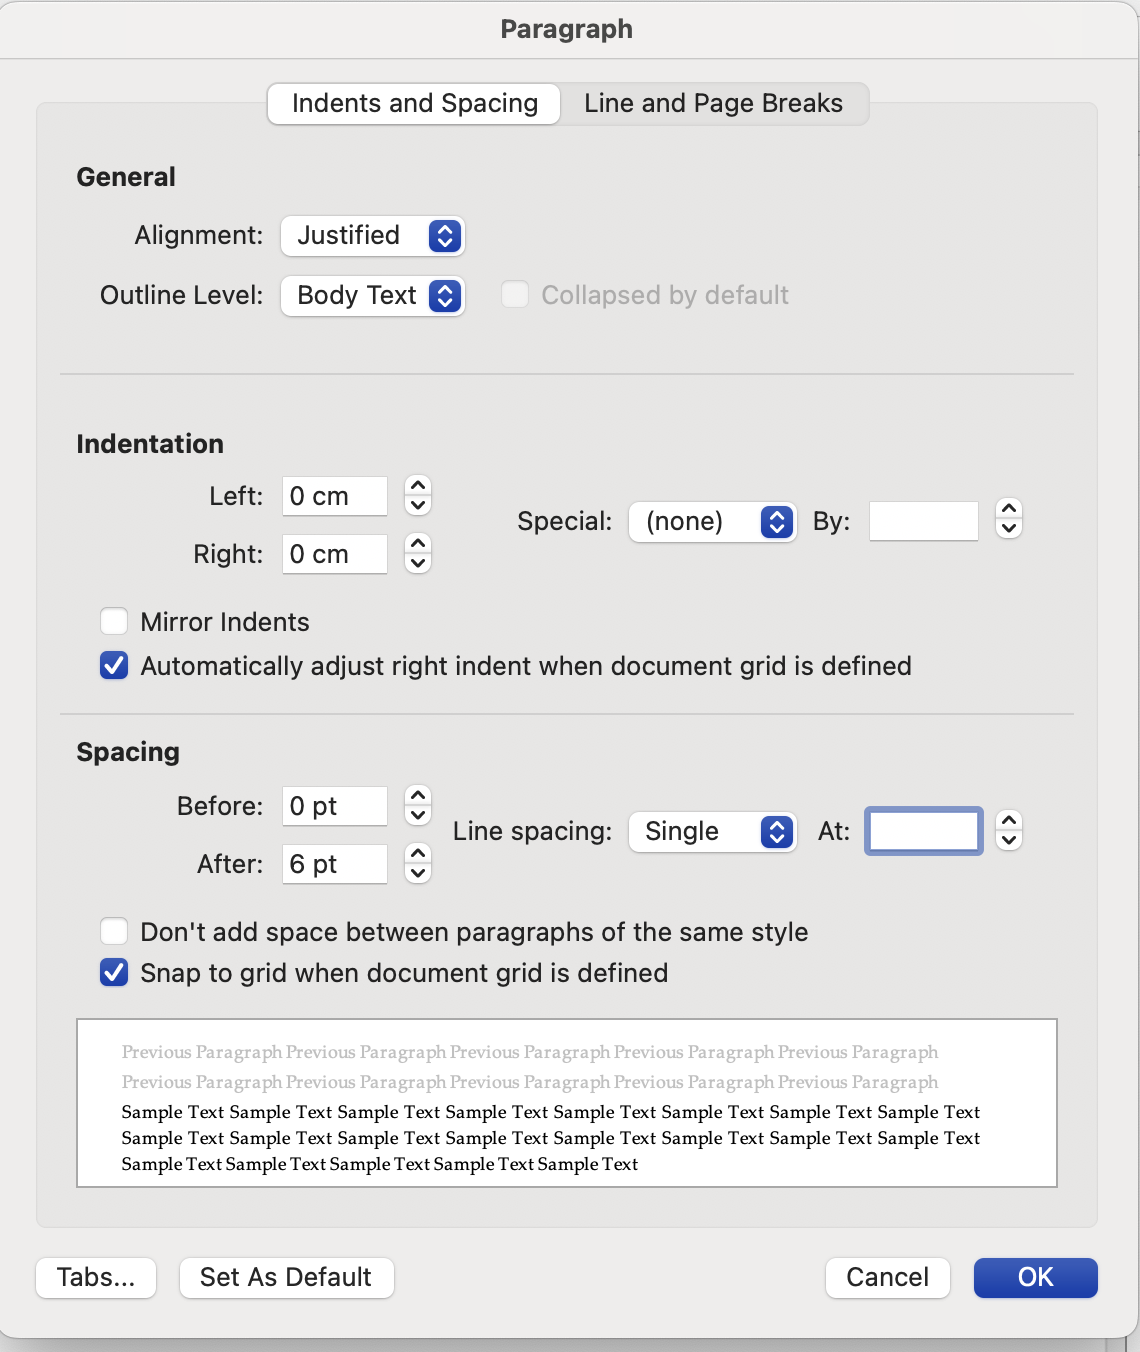 Paragraph
Indents and Spacing Line and Page Breaks
General
Alignment: Justified
Outline Level: Body Text Collapsed by default
Indentation
Left: 0 cm
Special: (none) By:
Right: 0 cm
Mirror Indents
Automatically adjust right indent when document grid is defined
Spacing
Before: 0 pt
Line spacing: Single At:
After: 6 pt
Don't add space between paragraphs of the same style
Snap to grid when document grid is defined
Previous Paragraph Previous Paragraph Previous Paragraph Previous Paragraph Previous Paragraph
Previous Paragraph Previous Paragraph Previous Paragraph Previous Paragraph Previous Paragraph
Sample Text Sample Text Sample Text Sample Text Sample Text Sample Text Sample Text Sample Text
Sample Text Sample Text Sample Text Sample Text Sample Text Sample Text Sample Text Sample Text
Sample Text Sample Text Sample Text Sample Text Sample Text
Tabs... Set As Default Cancel OK